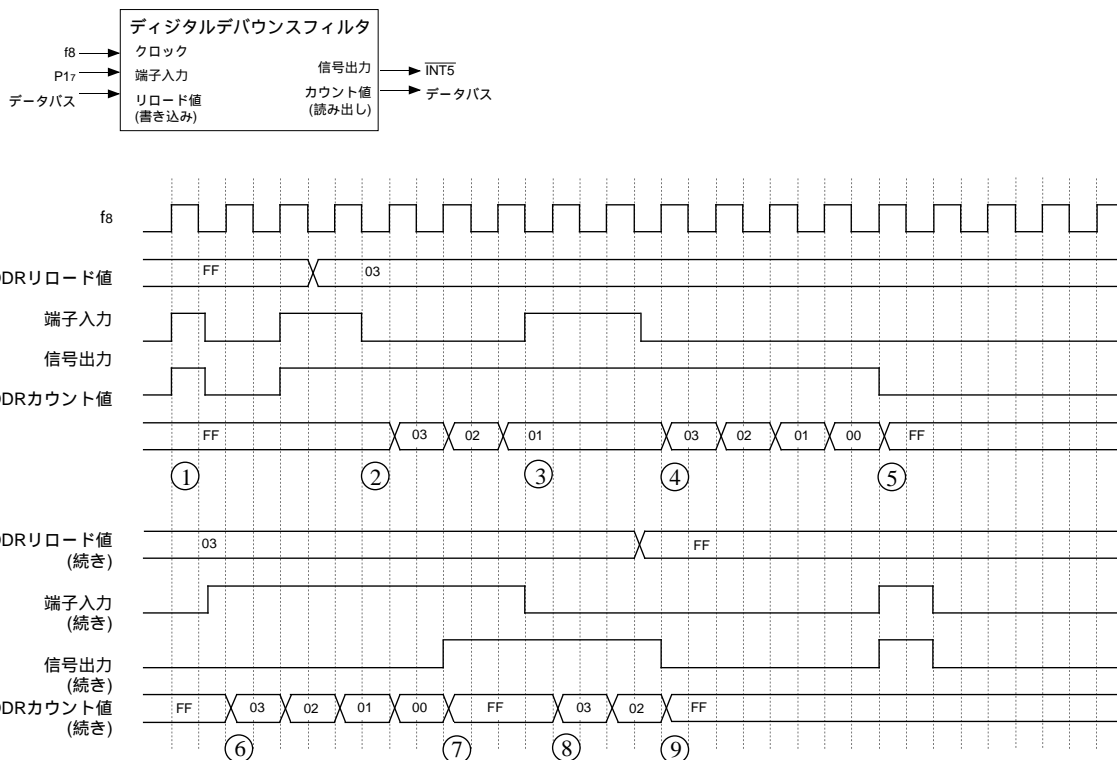 ディジタルデバウンスフィルタ
f8
クロック
P17
端子入力
信号出力
INT5
データバス
リロード値
(書き込み)
カウント値
(読み出し)
データバス
f8
DDRリロード値
FF
03
端子入力
信号出力
DDRカウント値
FF
03
02
01
03
02
01
00
FF
①
②
③
④
⑤
DDRリロード値
(続き)
03
FF
端子入力
(続き)
信号出力
(続き)
DDRカウント値
(続き)
FF
03
02
01
00
FF
03
02
FF
⑥
⑦
⑧
⑨